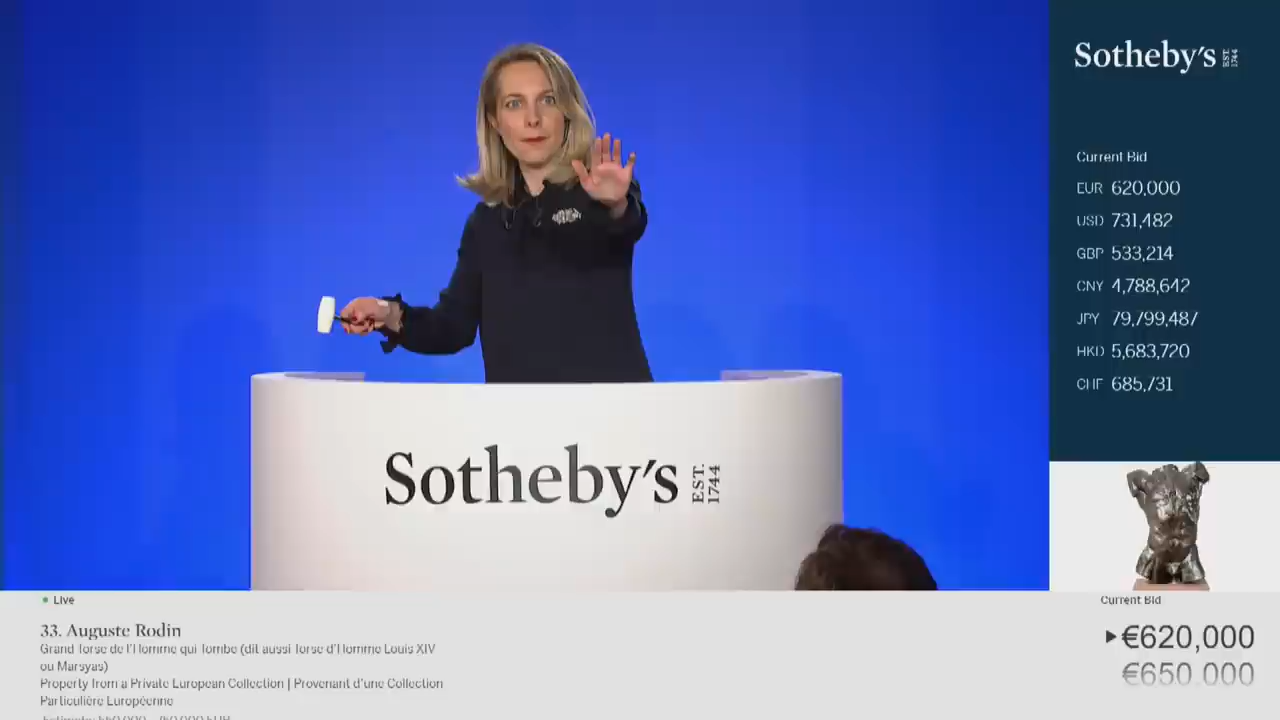 Sotheby's EST. 1744
Current Bid
EUR 620,000
USD 731,482
GBP 533,214
CNY 4,788,642
JPY 79,799,487
HKD 5,683,720
CHF 685,731
Sotheby's EST. 1744
Live
33. Auguste Rodin
Grand Torse de l'Homme qui Tombe (dit aussi Torse d'Homme Louis XIV
ou Marsyas)
Property from a Private European Collection | Provenant d'une Collection
Particulière Européenne
Current Bid
€620,000
€650,000